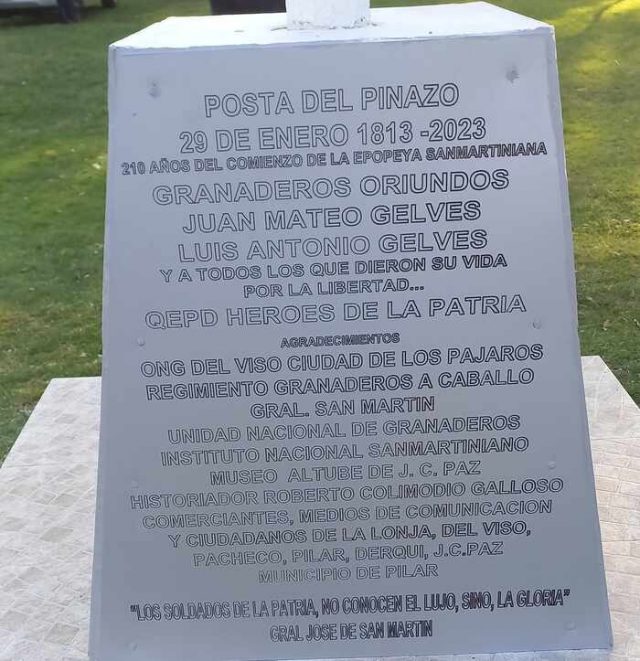 POSTA DEL PINAZO
29 DE ENERO 1813 -2023
210 AÑOS DEL COMIENZO DE LA EPOPEYA SANMARTINIANA
GRANADEROS ORIUNDOS
JUAN MATEO GELVES
LUIS ANTONIO GELVES
Y A TODOS LOS QUE DIERON SU VIDA
POR LA LIBERTAD...
QEPD HEROES DE LA PATRIA
AGRADECIMIENTOS
ONG DEL VISO CIUDAD DE LOS PAJAROS
REGIMIENTO GRANADEROS A CABALLO
GRAL. SAN MARTIN
UNIDAD NACIONAL DE GRANADEROS
INSTITUTO NACIONAL SANMARTINIANO
MUSEO ALTUBE DE J. C. PAZ
HISTORIADOR ROBERTO COLIMODIO GALLOSO
COMERCIANTES, MEDIOS DE COMUNICACION
Y CIUDADANOS DE LA LONJA, DEL VISO,
PACHECO, PILAR, DERQUI, J.C.PAZ
MUNICIPIO DE PILAR
"LOS SOLDADOS DE LA PATRIA, NO CONOCEN EL LUJO, SINO, LA GLORIA"
GRAL JOSE DE SAN MARTIN